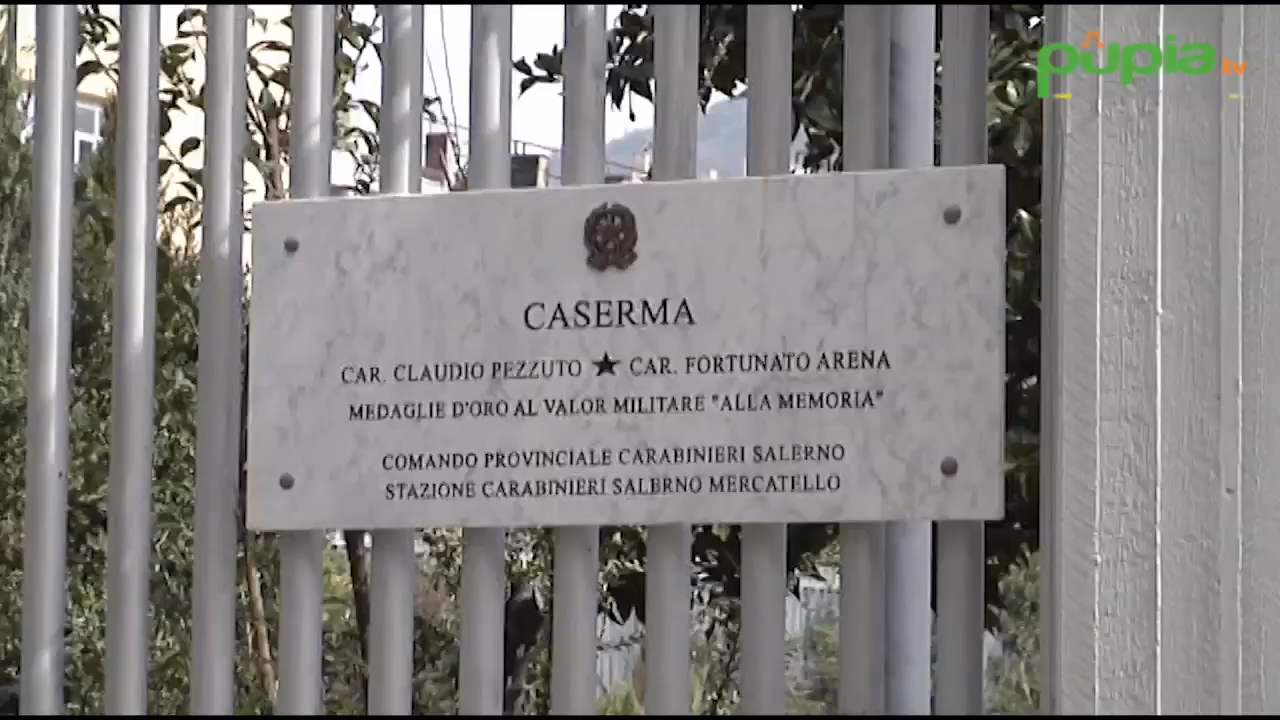 pupia.tv
CASERMA
CAR. CLAUDIO PEZZUTO ★ CAR. FORTUNATO ARENA
MEDAGLIE D'ORO AL VALOR MILITARE "ALLA MEMORIA"
COMANDO PROVINCIALE CARABINIERI SALERNO
STAZIONE CARABINIERI SALERNO MERCATELLO